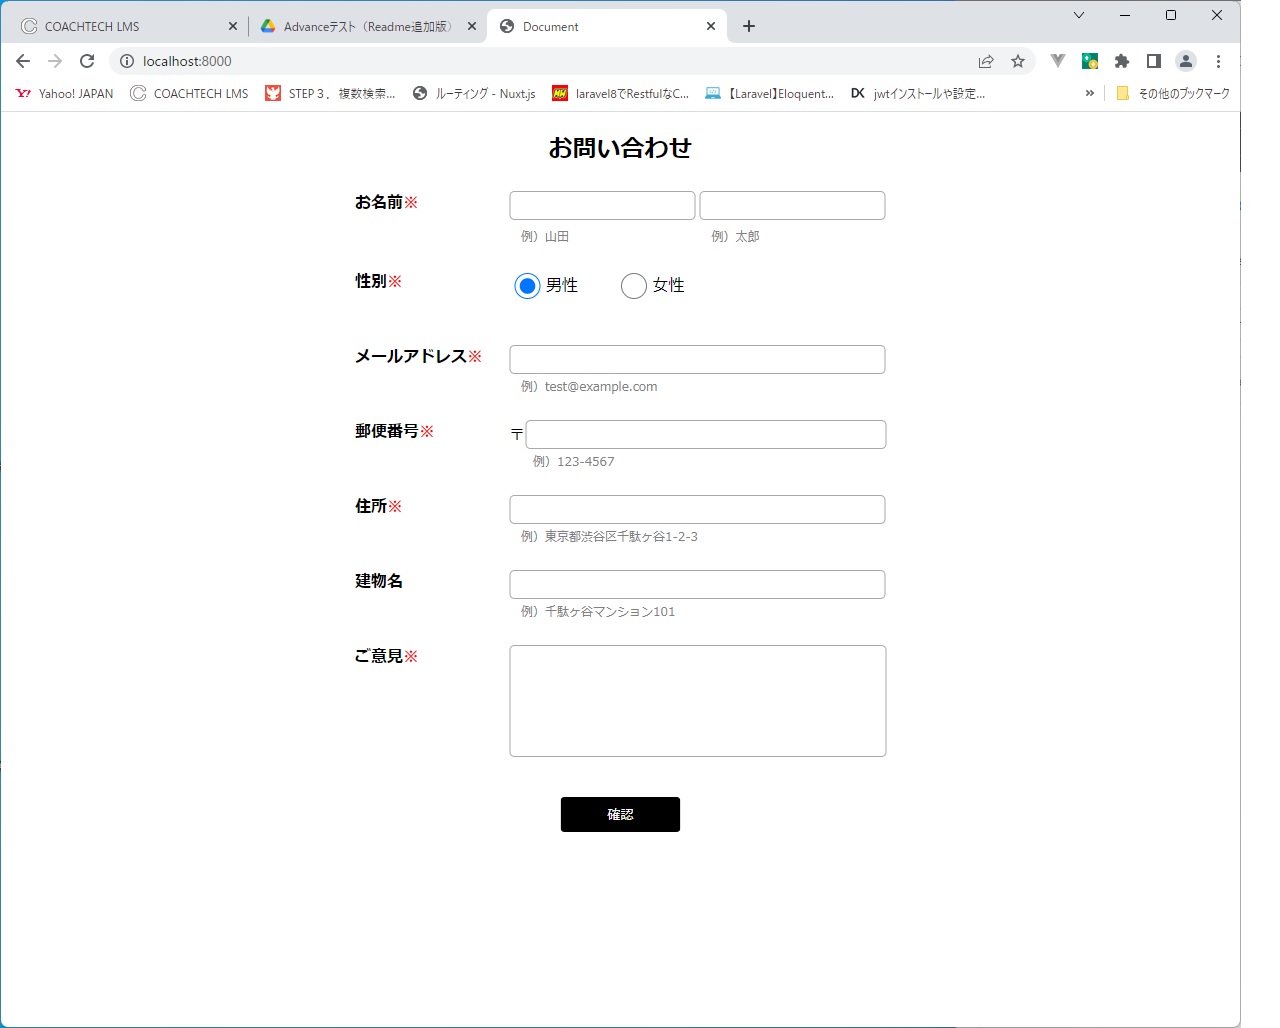 COACHTECH LMS
Advanceテスト（Readme追加版）
Document
localhost:8000
Yahoo! JAPAN
COACHTECH LMS
STEP３．複数検索...
ルーティング - Nuxt.js
laravel8でRestfulなC...
【Laravel】Eloquent...
DK
jwtインストールや設定...
»
その他のブックマーク
お問い合わせ
お名前※
例）山田
例）太郎
性別※
男性
女性
メールアドレス※
例）test@example.com
郵便番号※
〒
例）123-4567
住所※
例）東京都渋谷区千駄ヶ谷1-2-3
建物名
例）千駄ヶ谷マンション101
ご意見※
確認